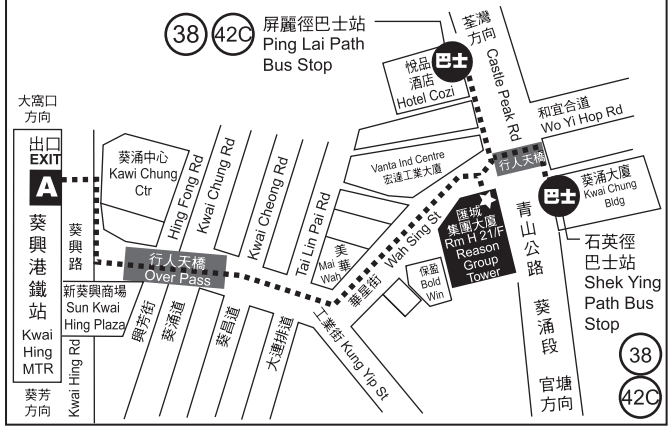 38
42C
屏麗徑巴士站
Ping Lai Path
Bus Stop
荃灣
方向
巴士
悅品
酒店
Hotel Cozi
Castle Peak Rd
和宜合道
Wo Yi Hop Rd
大窩口
方向
出口
EXIT
A
葵興港鐵站
Kwai
Hing
MTR
葵芳
方向
葵涌中心
Kawi Chung
Ctr
葵興路
Hing Fong Rd
Kwai Chung Rd
Kwai Cheong Rd
Tai Lin Pai Rd
Vanta Ind Centre
宏達工業大廈
行人天橋
巴士
葵涌大廈
Kwai Chung
Bldg
行人天橋
Over Pass
美華
Mai
Wah
華星街 Wah Sing St
保盈
Bold
Win
匯城
集團大廈
Rm H 21/F
Reason
Group
Tower
青山公路
葵涌段
官塘
方向
石英徑
巴士站
Shek Ying
Path Bus
Stop
38
42C
新葵興商場
Sun Kwai
Hing Plaza
Kwai Hing Rd
興芳街
葵涌道
葵昌道
大連排道
工業街 Kung Yip St